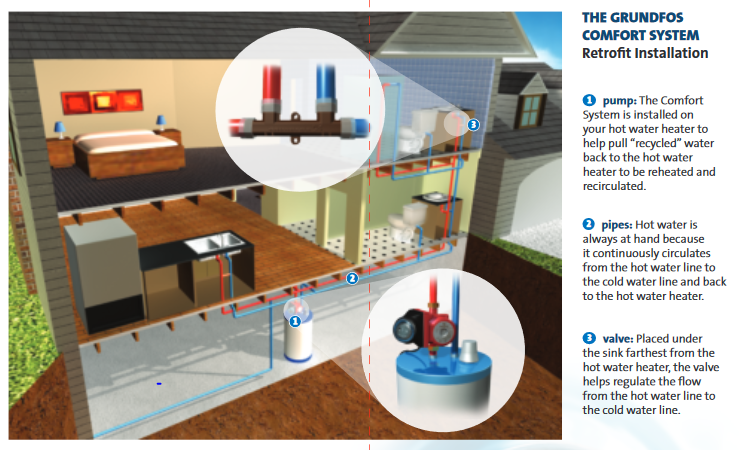 THE GRUNDFOS
COMFORT SYSTEM
Retrofit Installation
1 pump: The Comfort
System is installed on
your hot water heater to
help pull “recycled” water
back to the hot water
heater to be reheated and
recirculated.
2 pipes: Hot water is
always at hand because
it continuously circulates
from the hot water line to
the cold water line and back
to the hot water heater.
3 valve: Placed under
the sink farthest from the
hot water heater, the valve
helps regulate the flow
from the hot water line to
the cold water line.
3
2
1